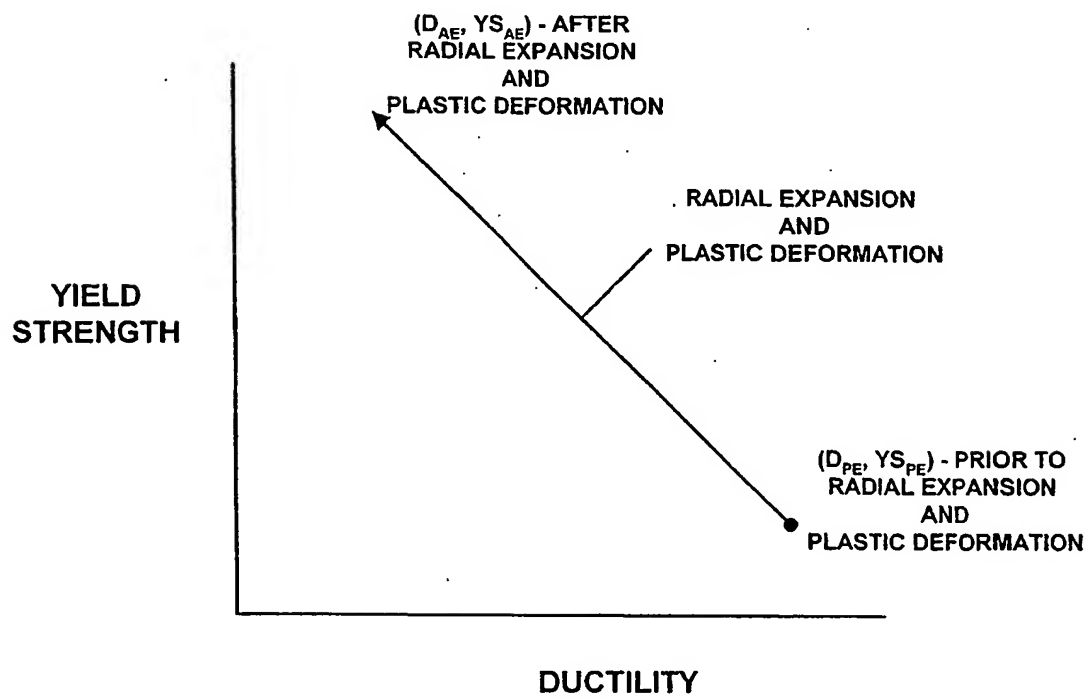 (D_AE, YS_AE) - AFTER
RADIAL EXPANSION
AND
PLASTIC DEFORMATION
RADIAL EXPANSION
AND
PLASTIC DEFORMATION
YIELD
STRENGTH
(D_PE, YS_PE) - PRIOR TO
RADIAL EXPANSION
AND
PLASTIC DEFORMATION
DUCTILITY